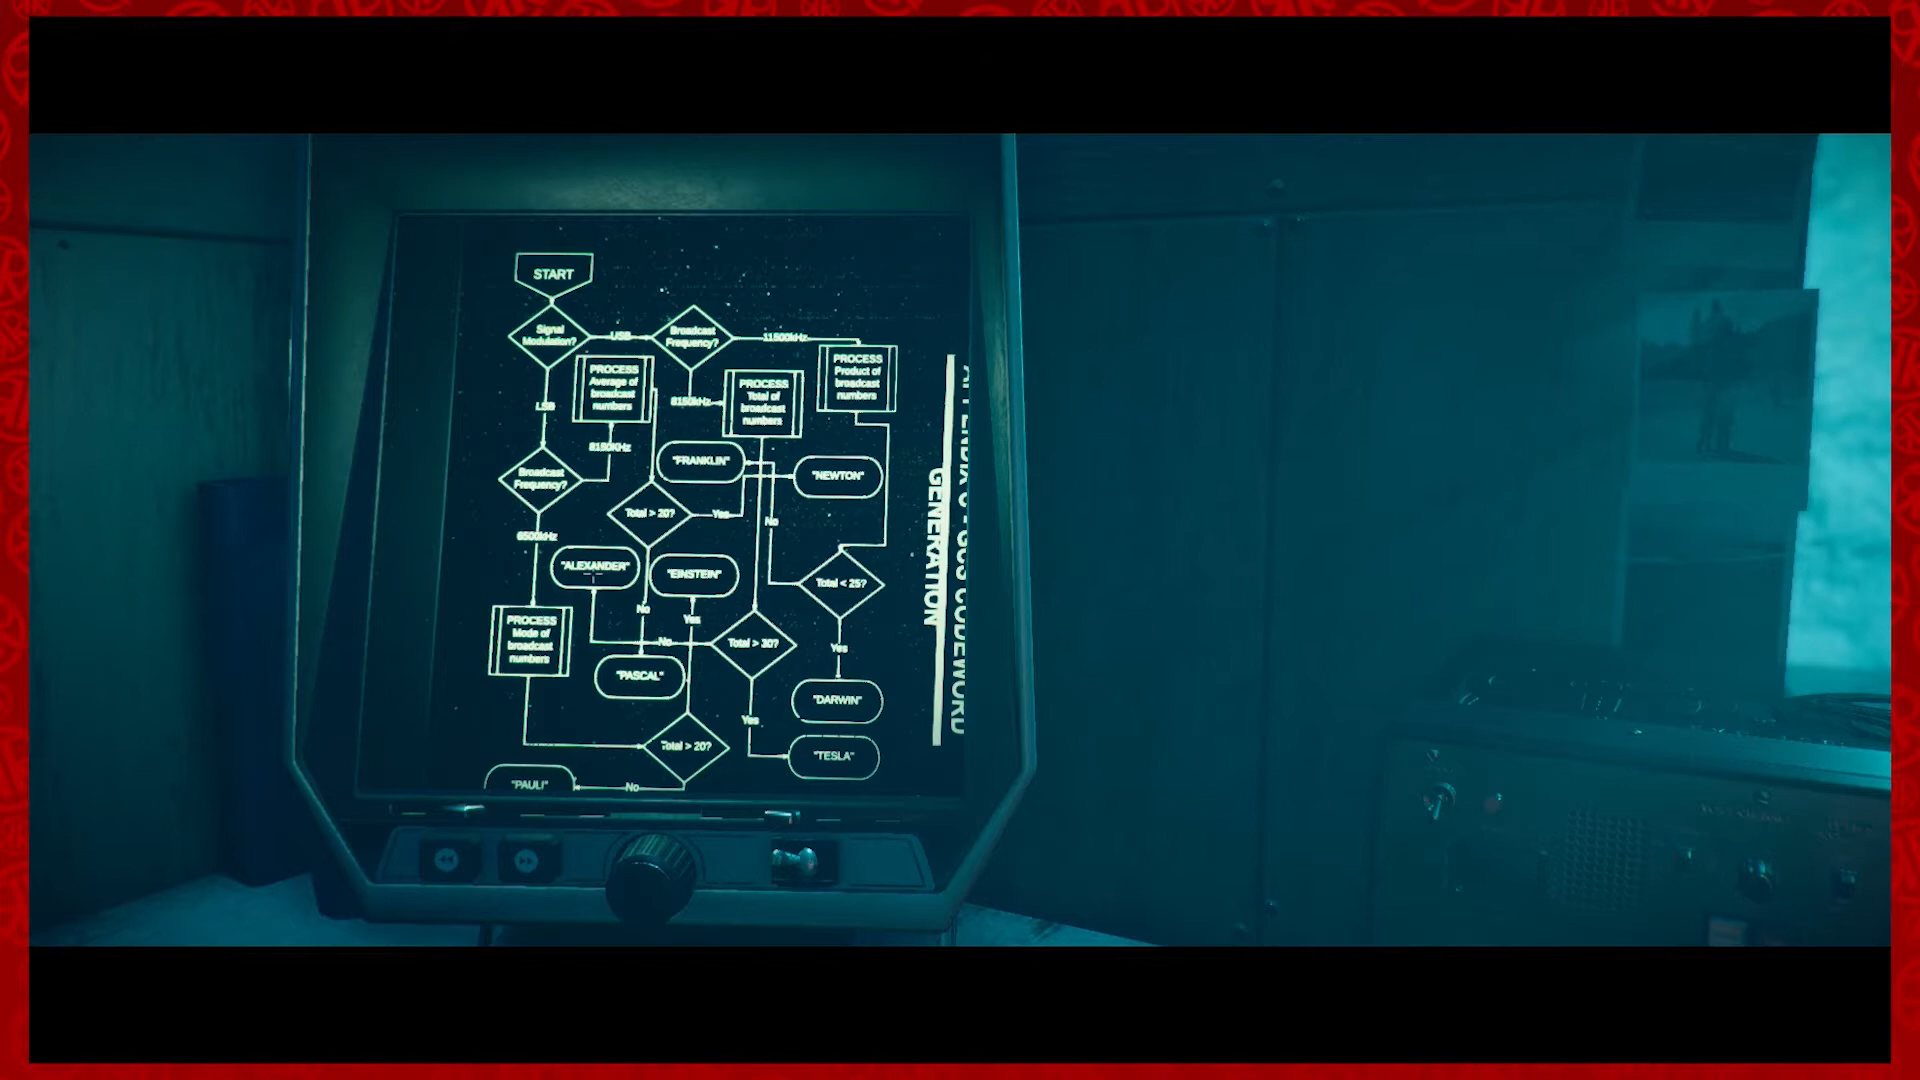 START
Signal
Modulation?
USB
Broadcast
Frequency?
11500kHz
PROCESS
Average of
broadcast
numbers
PROCESS
Total of
broadcast
numbers
PROCESS
Product of
broadcast
numbers
LSB
8150kHz
8150KHz
Broadcast
Frequency?
"FRANKLIN"
"NEWTON"
Total > 20?
Yes
No
6500kHz
"ALEXANDER"
"EINSTEIN"
Total < 25?
No
Yes
PROCESS
Mode of
broadcast
numbers
No
Total > 30?
Yes
"PASCAL"
"DARWIN"
Yes
Total > 20?
"TESLA"
"PAULI"
No
CODEWORD
GENERATION